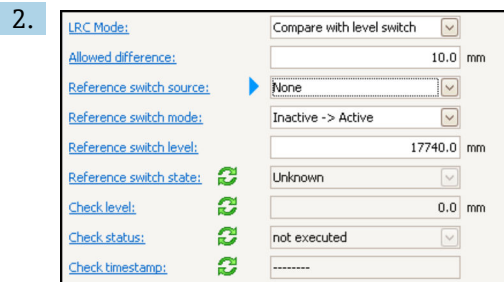 2.
LRC Mode: Compare with level switch
Allowed difference: 10.0 mm
Reference switch source: None
Reference switch mode: Inactive -> Active
Reference switch level: 17740.0 mm
Reference switch state: Unknown
Check level: 0.0 mm
Check status: not executed
Check timestamp: --------